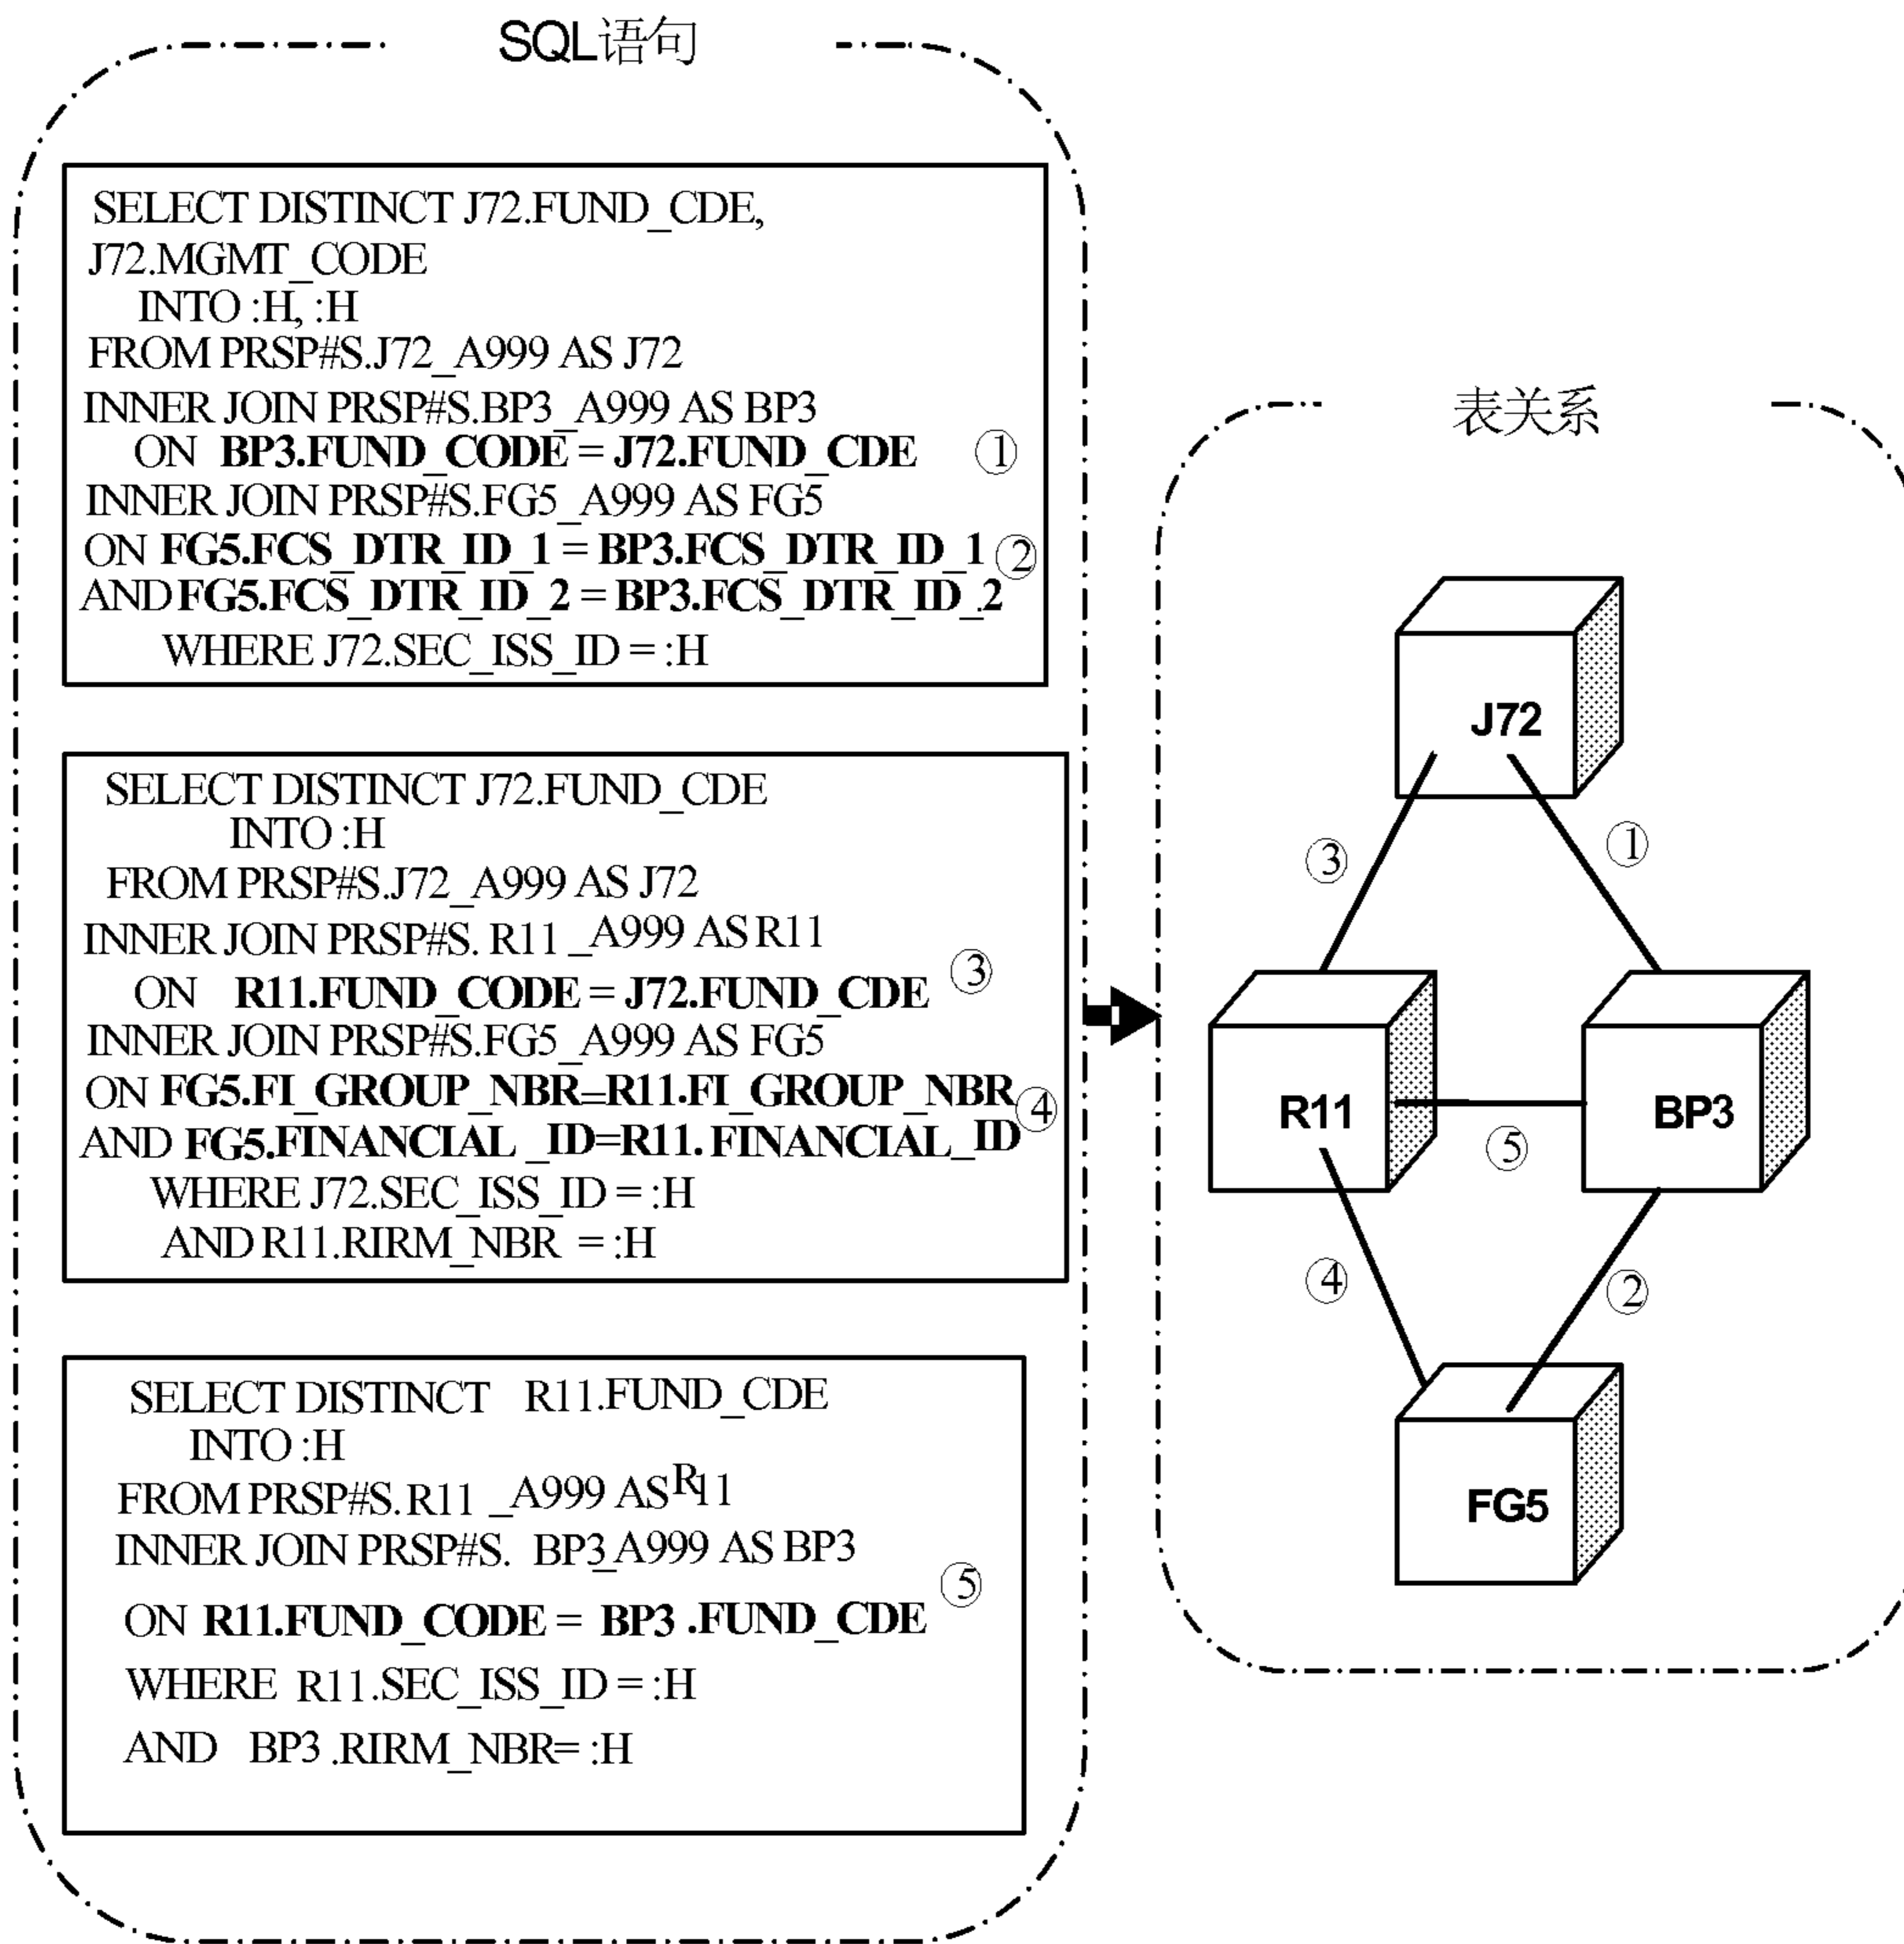 SQL语句
SELECT DISTINCT J72.FUND_CDE,
J72.MGMT_CODE
INTO :H, :H
FROM PRSP#S.J72_A999 AS J72
INNER JOIN PRSP#S.BP3_A999 AS BP3
ON BP3.FUND_CODE = J72.FUND_CDE ①
INNER JOIN PRSP#S.FG5_A999 AS FG5
ON FG5.FCS_DTR_ID_1 = BP3.FCS_DTR_ID_1 ②
AND FG5.FCS_DTR_ID_2 = BP3.FCS_DTR_ID_2
WHERE J72.SEC_ISS_ID = :H
SELECT DISTINCT J72.FUND_CDE
INTO :H
FROM PRSP#S.J72_A999 AS J72
INNER JOIN PRSP#S. R11 _A999 AS R11
ON R11.FUND_CODE = J72.FUND_CDE ③
INNER JOIN PRSP#S.FG5_A999 AS FG5
ON FG5.FI_GROUP_NBR=R11.FI_GROUP_NBR ④
AND FG5.FINANCIAL _ID=R11. FINANCIAL_ID
WHERE J72.SEC_ISS_ID = :H
AND R11.RIRM_NBR = :H
SELECT DISTINCT R11.FUND_CDE
INTO :H
FROM PRSP#S. R11 _A999 AS R11
INNER JOIN PRSP#S. BP3_A999 AS BP3
ON R11.FUND_CODE = BP3 .FUND_CDE ⑤
WHERE R11.SEC_ISS_ID = :H
AND BP3 .RIRM_NBR= :H
表关系
J72
③ ①
R11 BP3
⑤
④ ②
FG5